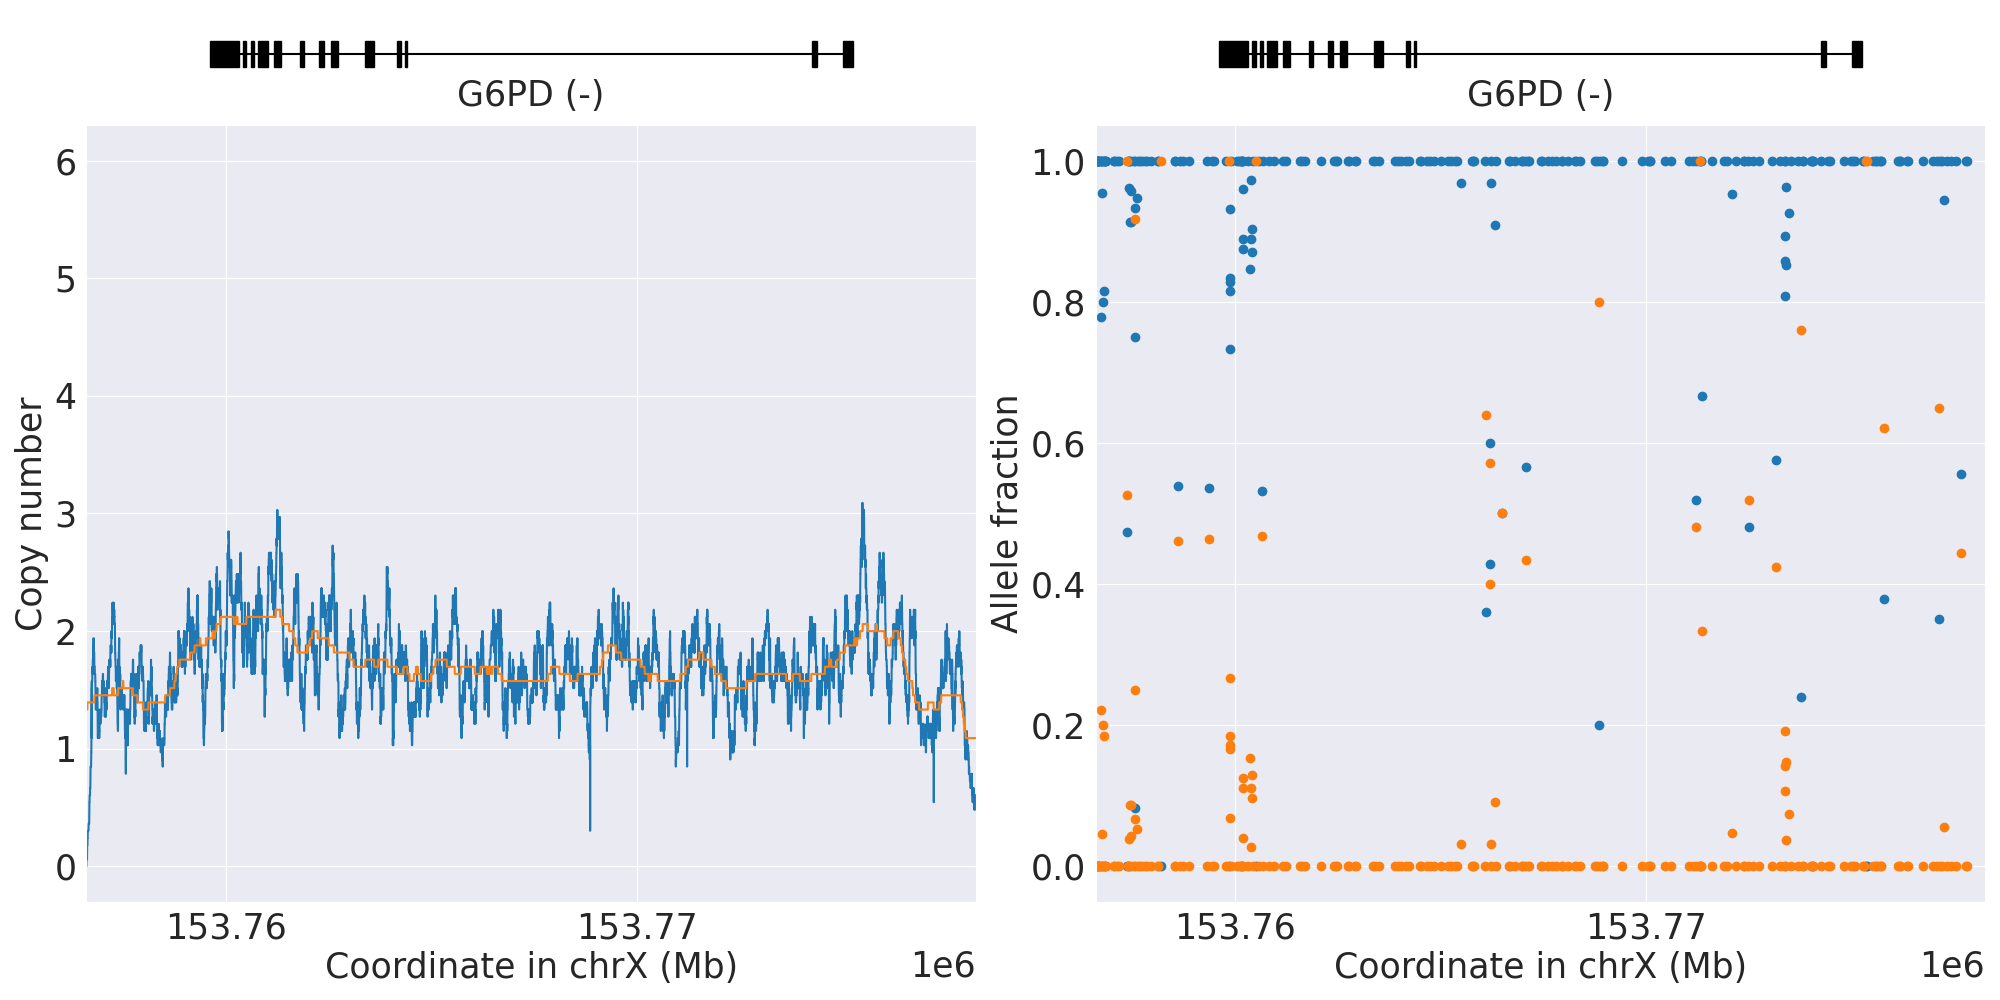 G6PD (-)
6
5
4
3
2
1
0
Copy number
153.76
153.77
Coordinate in chrX (Mb)
1e6
G6PD (-)
1.0
0.8
0.6
0.4
0.2
0.0
Allele fraction
153.76
153.77
Coordinate in chrX (Mb)
1e6